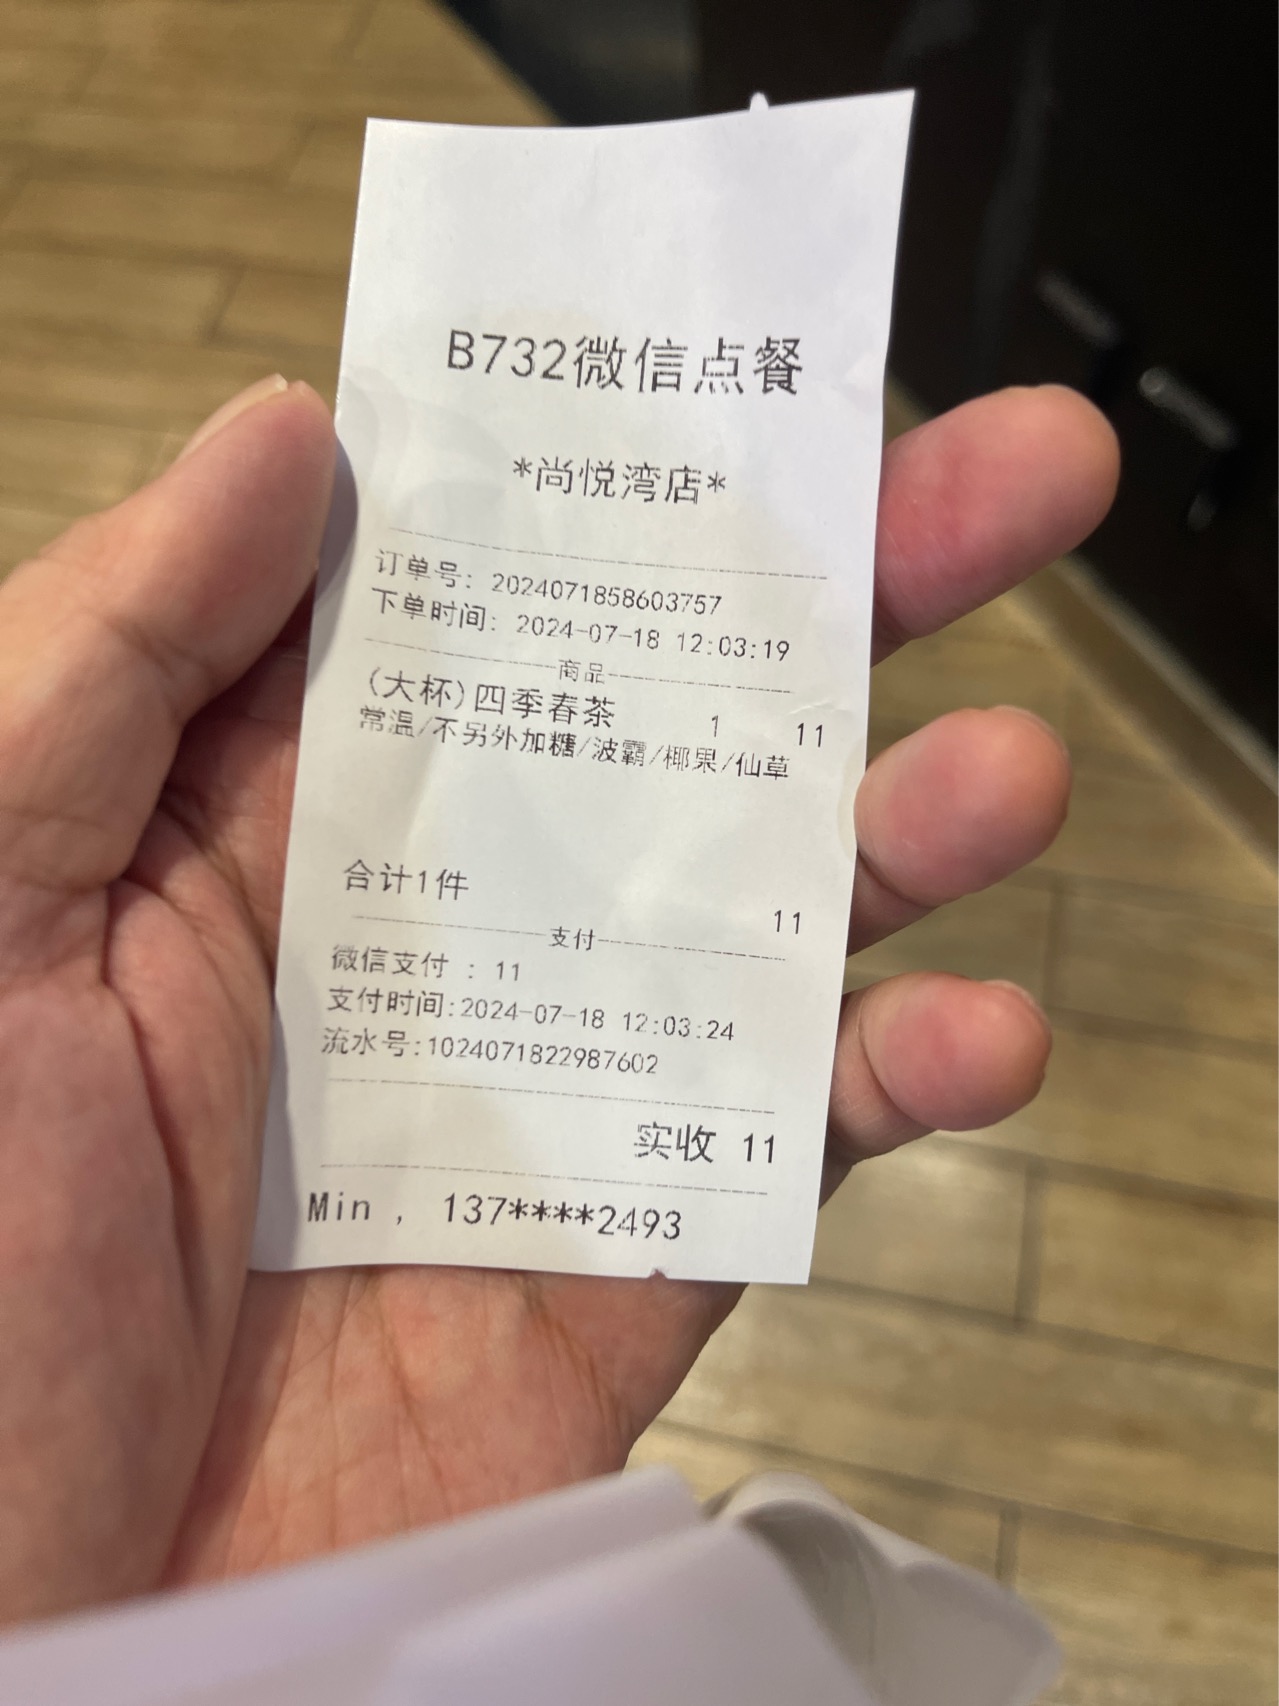 B732微信点餐
*尚悦湾店*
订单号: 2024071858603757
下单时间: 2024-07-18 12:03:19
商品
(大杯)四季春茶 1 11
常温/不另外加糖/波霸/椰果/仙草
合计1件 11
支付
微信支付 : 11
支付时间:2024-07-18 12:03:24
流水号:1024071822987602
实收 11
Min , 137****2493